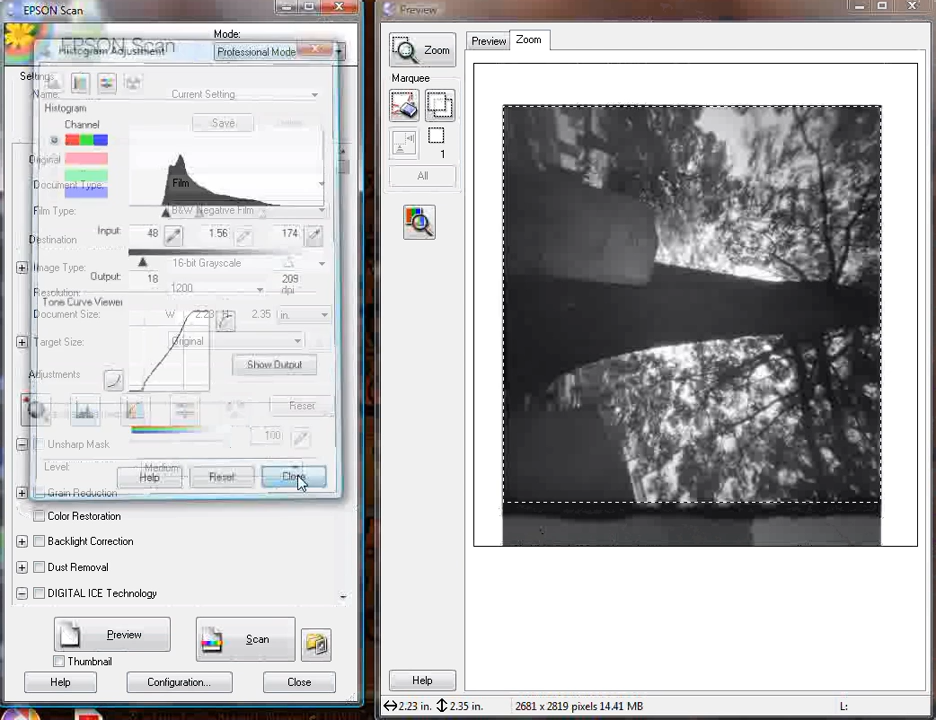 EPSON Scan
EPSON Scan
Mode:
Professional Mode
Histogram Adjustment
Settings
Name:
Current Setting
Histogram
Save
Channel
Original
Document Type:
Film
Film Type:
B&W Negative Film
Input:
48
1.56
174
Destination
Image Type:
16-bit Grayscale
Output:
18
209
Resolution:
1200
dpi
Tone Curve Viewer
Document Size:
W
2.23
H
2.35
in.
Target Size:
Original
Show Output
Adjustments
Reset
100
Unsharp Mask
Level:
Medium
Help
Reset
Close
Grain Reduction
Color Restoration
Backlight Correction
Dust Removal
DIGITAL ICE Technology
Preview
Scan
Thumbnail
Help
Configuration...
Close
Preview
Zoom
Preview
Zoom
Marquee
1
All
Help
2.23 in.
2.35 in.
2681 x 2819 pixels 14.41 MB
L: